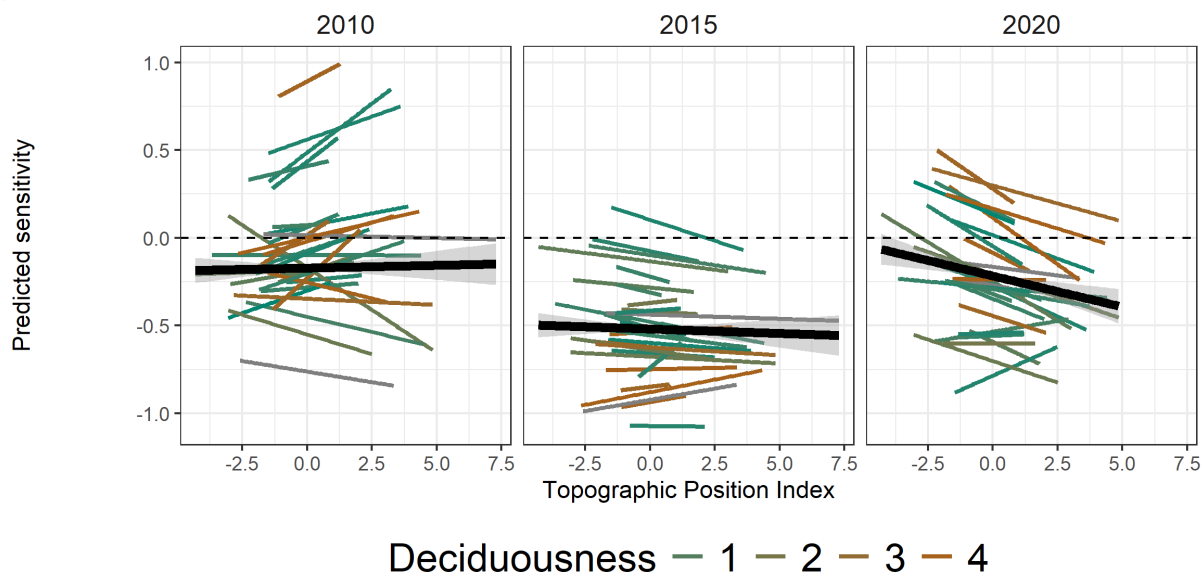 2010 2015 2020
1.0
0.5
0.0
-0.5
-1.0
Predicted sensitivity
-2.5 0.0 2.5 5.0 7.5 -2.5 0.0 2.5 5.0 7.5 -2.5 0.0 2.5 5.0 7.5
Topographic Position Index
Deciduousness 1 2 3 4